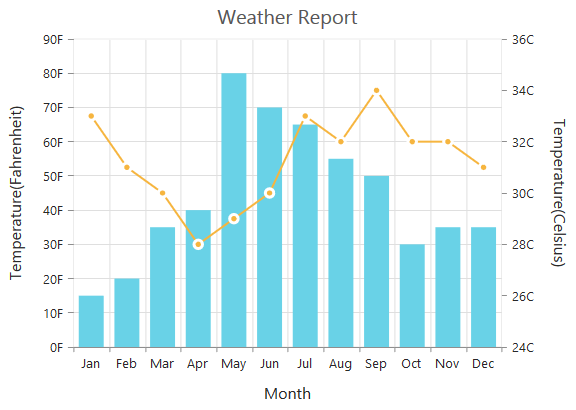 Weather Report
90F
80F
70F
60F
50F
40F
30F
20F
10F
0F
Temperature(Fahrenheit)
36C
34C
32C
30C
28C
26C
24C
Temperature(Celsius)
Jan Feb Mar Apr May Jun Jul Aug Sep Oct Nov Dec
Month